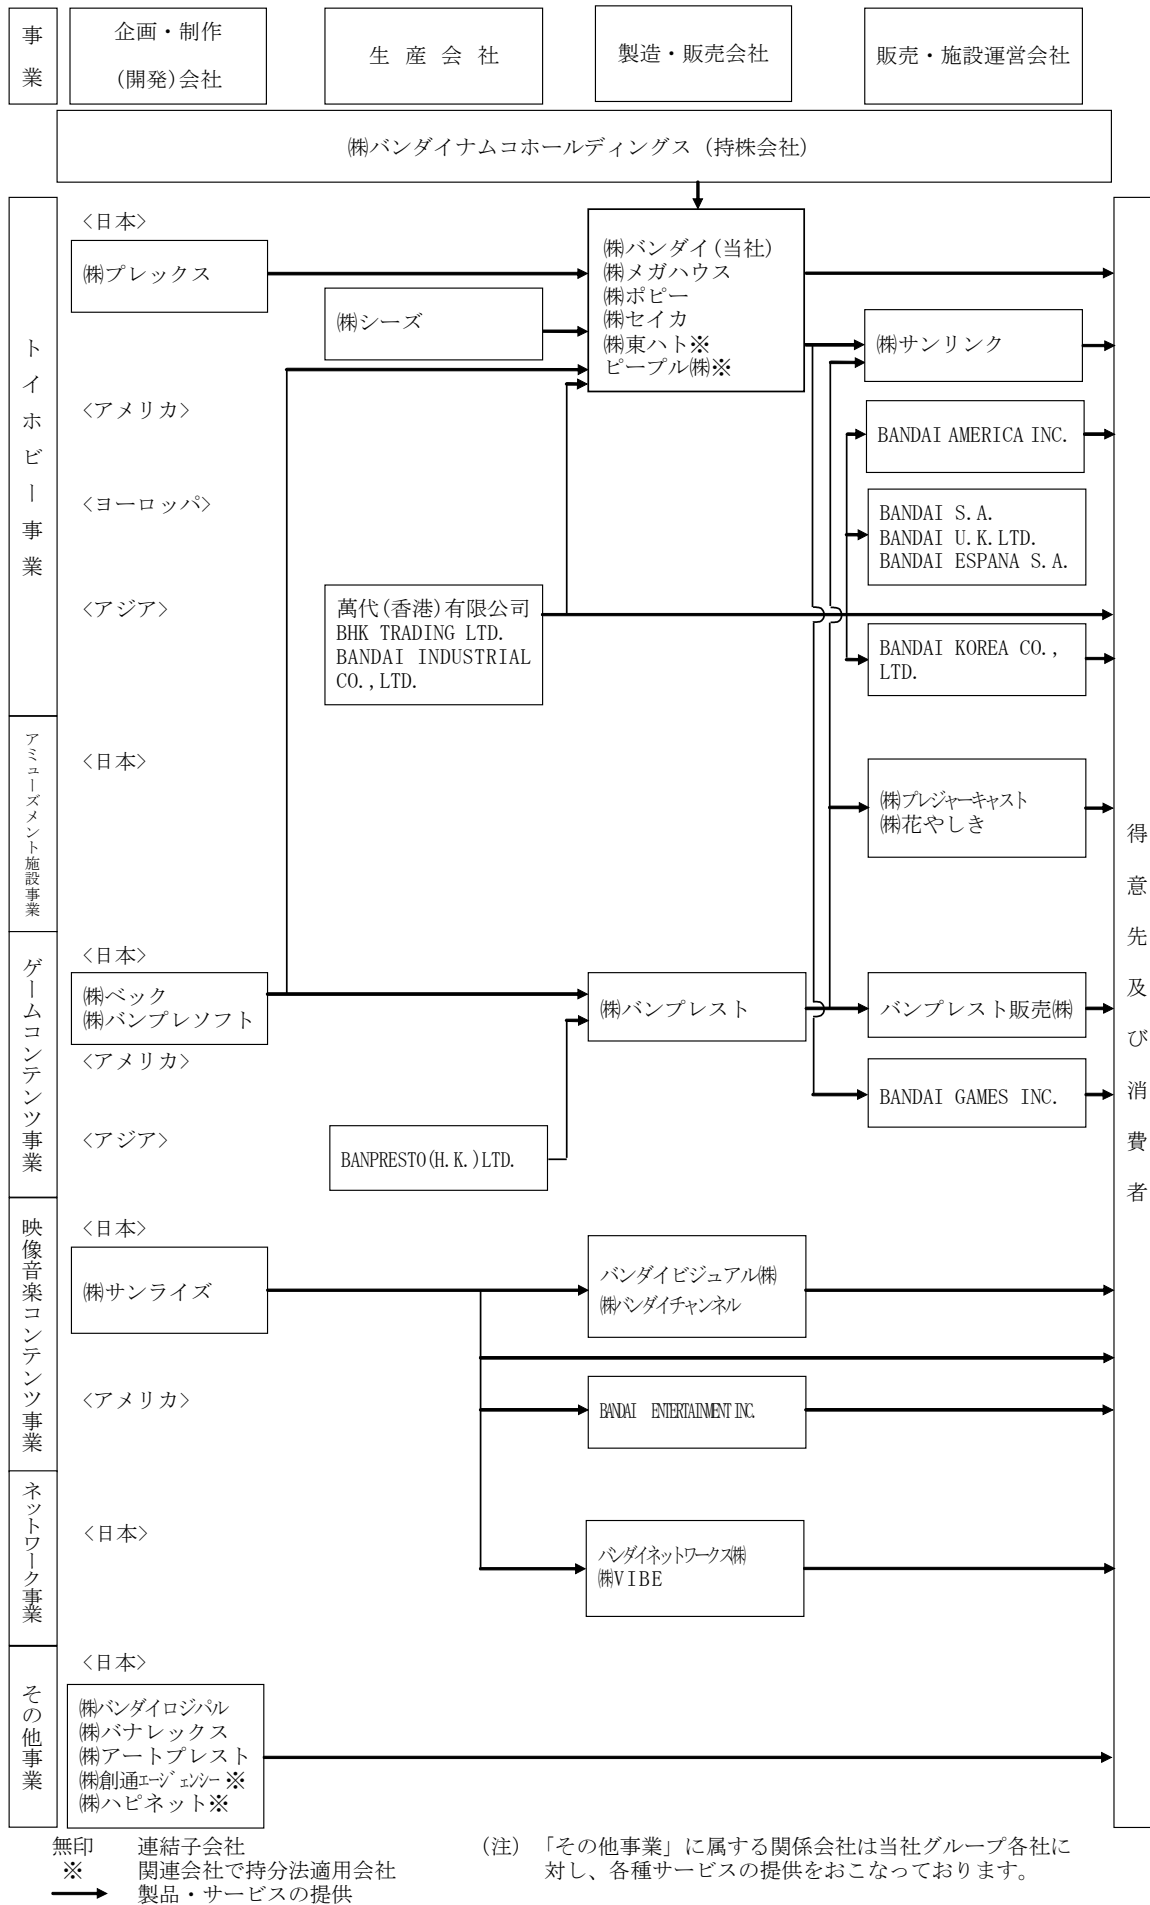 事業
企画・制作
(開発)会社
生産会社
製造・販売会社
販売・施設運営会社
㈱バンダイナムコホールディングス（持株会社）
トイホビー事業
<日本>
㈱プレックス
㈱シーズ
㈱バンダイ(当社)
㈱メガハウス
㈱ポピー
㈱セイカ
㈱東ハト※
ピープル㈱※
㈱サンリンク
<アメリカ>
BANDAI AMERICA INC.
<ヨーロッパ>
BANDAI S.A.
BANDAI U.K.LTD.
BANDAI ESPANA S.A.
<アジア>
萬代(香港)有限公司
BHK TRADING LTD.
BANDAI INDUSTRIAL
CO.,LTD.
BANDAI KOREA CO.,
LTD.
アミューズメント施設事業
<日本>
㈱プレジャーキャスト
㈱花やしき
得意先及び消費者
ゲームコンテンツ事業
<日本>
㈱ベック
㈱バンプレソフト
㈱バンプレスト
バンプレスト販売㈱
<アメリカ>
BANDAI GAMES INC.
<アジア>
BANPRESTO(H.K.)LTD.
映像音楽コンテンツ事業
<日本>
㈱サンライズ
バンダイビジュアル㈱
㈱バンダイチャンネル
<アメリカ>
BANDAI ENTERTAINMENT INC.
ネットワーク事業
<日本>
バンダイネットワークス㈱
㈱VIBE
その他事業
<日本>
㈱バンダイロジパル
㈱バナレックス
㈱アートプレスト
㈱創通エージェンシー※
㈱ハピネット※
無印 連結子会社
※ 関連会社で持分法適用会社
製品・サービスの提供
（注）「その他事業」に属する関係会社は当社グループ各社に
対し、各種サービスの提供をおこなっております。